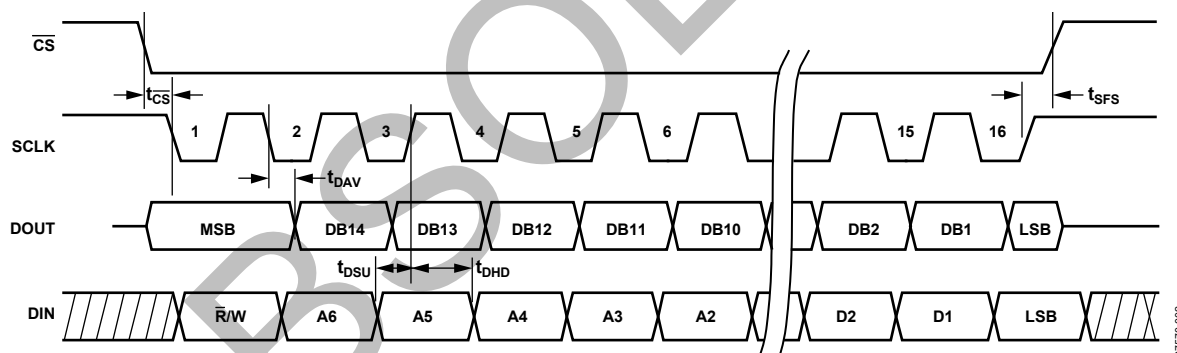 CS
tCS
tSFS
SCLK
1 2 3 4 5 6 15 16
tDAV
DOUT
MSB DB14 DB13 DB12 DB11 DB10 DB2 DB1 LSB
tDSU
tDHD
DIN
R/W A6 A5 A4 A3 A2 D2 D1 LSB